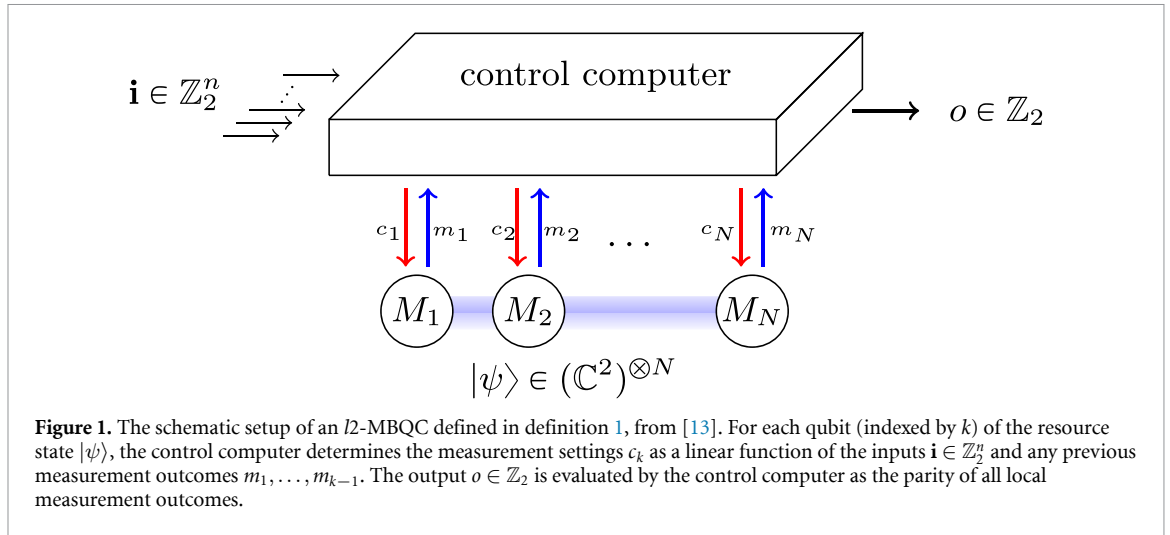 control computer
𝐢 ∈ ℤ₂ⁿ
o ∈ ℤ₂
c₁ m₁ c₂ m₂ ... c_N m_N
M₁ M₂ M_N
|ψ⟩ ∈ (ℂ²)^⊗N
Figure 1. The schematic setup of an l2-MBQC defined in definition 1, from [13]. For each qubit (indexed by k) of the resource
state |ψ⟩, the control computer determines the measurement settings c_k as a linear function of the inputs 𝐢 ∈ ℤ₂ⁿ and any previous
measurement outcomes m₁, …, m_{k−1}. The output o ∈ ℤ₂ is evaluated by the control computer as the parity of all local
measurement outcomes.